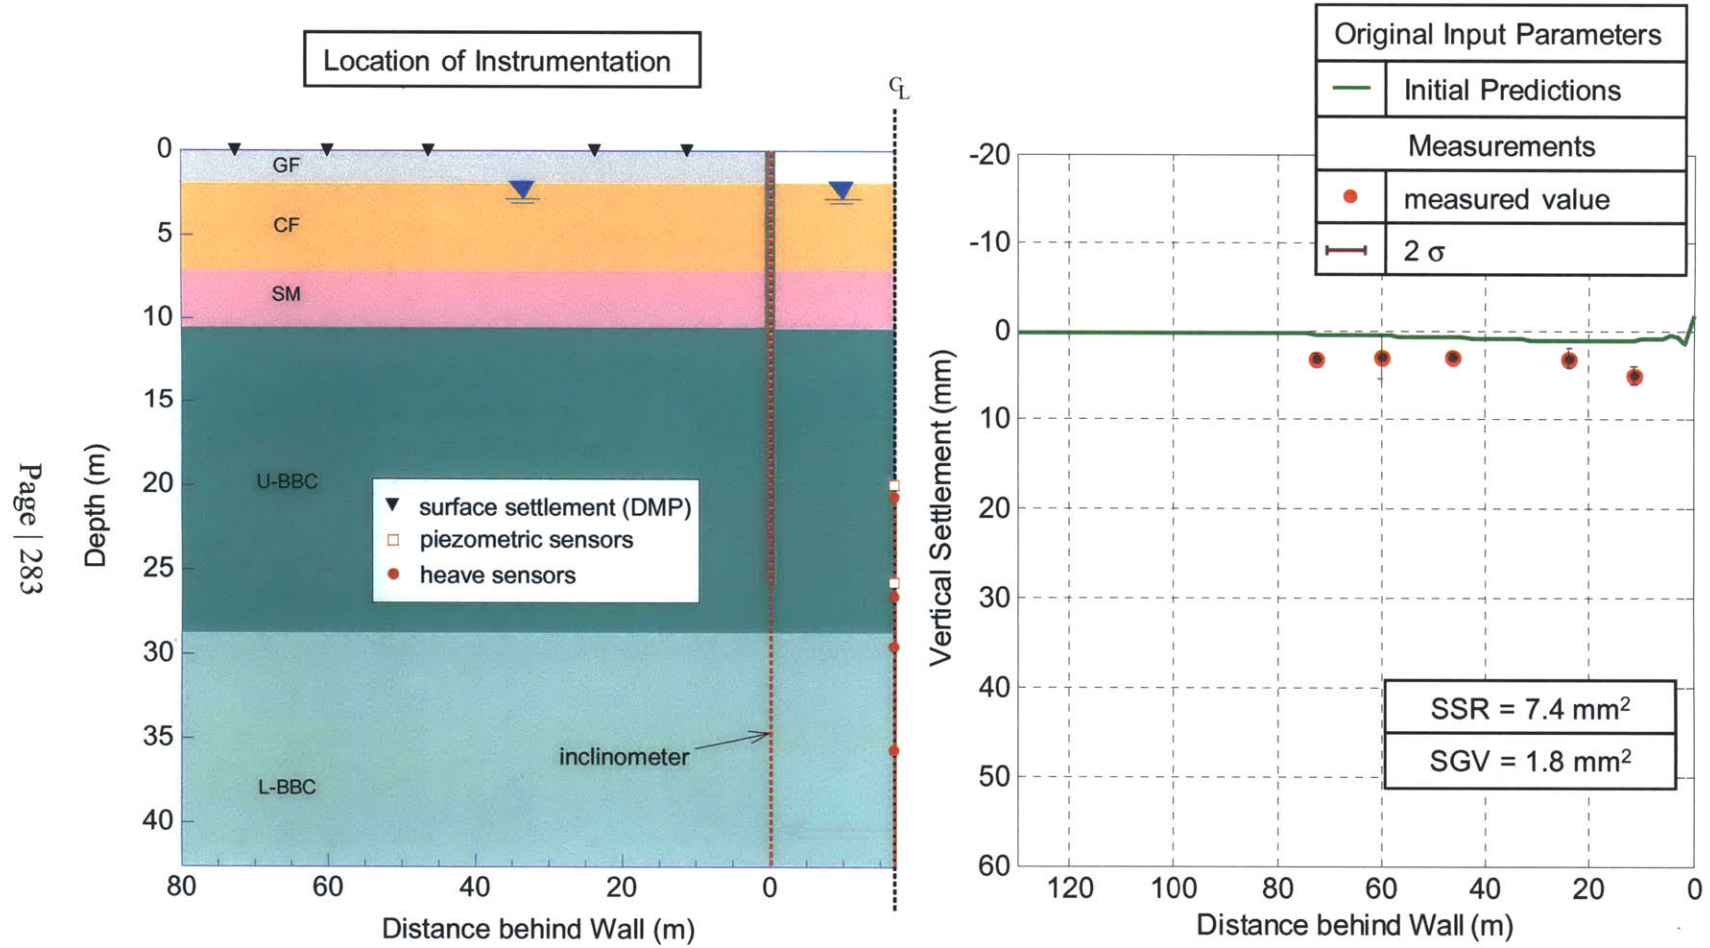 Location of Instrumentation
CL
0
5
10
15
20
25
30
35
40
Depth (m)
GF
CF
SM
U-BBC
L-BBC
surface settlement (DMP)
piezometric sensors
heave sensors
inclinometer
80 60 40 20 0
Distance behind Wall (m)
Original Input Parameters
Initial Predictions
Measurements
measured value
2 σ
-20
-10
0
10
20
30
40
50
60
Vertical Settlement (mm)
SSR = 7.4 mm²
SGV = 1.8 mm²
120 100 80 60 40 20 0
Distance behind Wall (m)
Page | 283